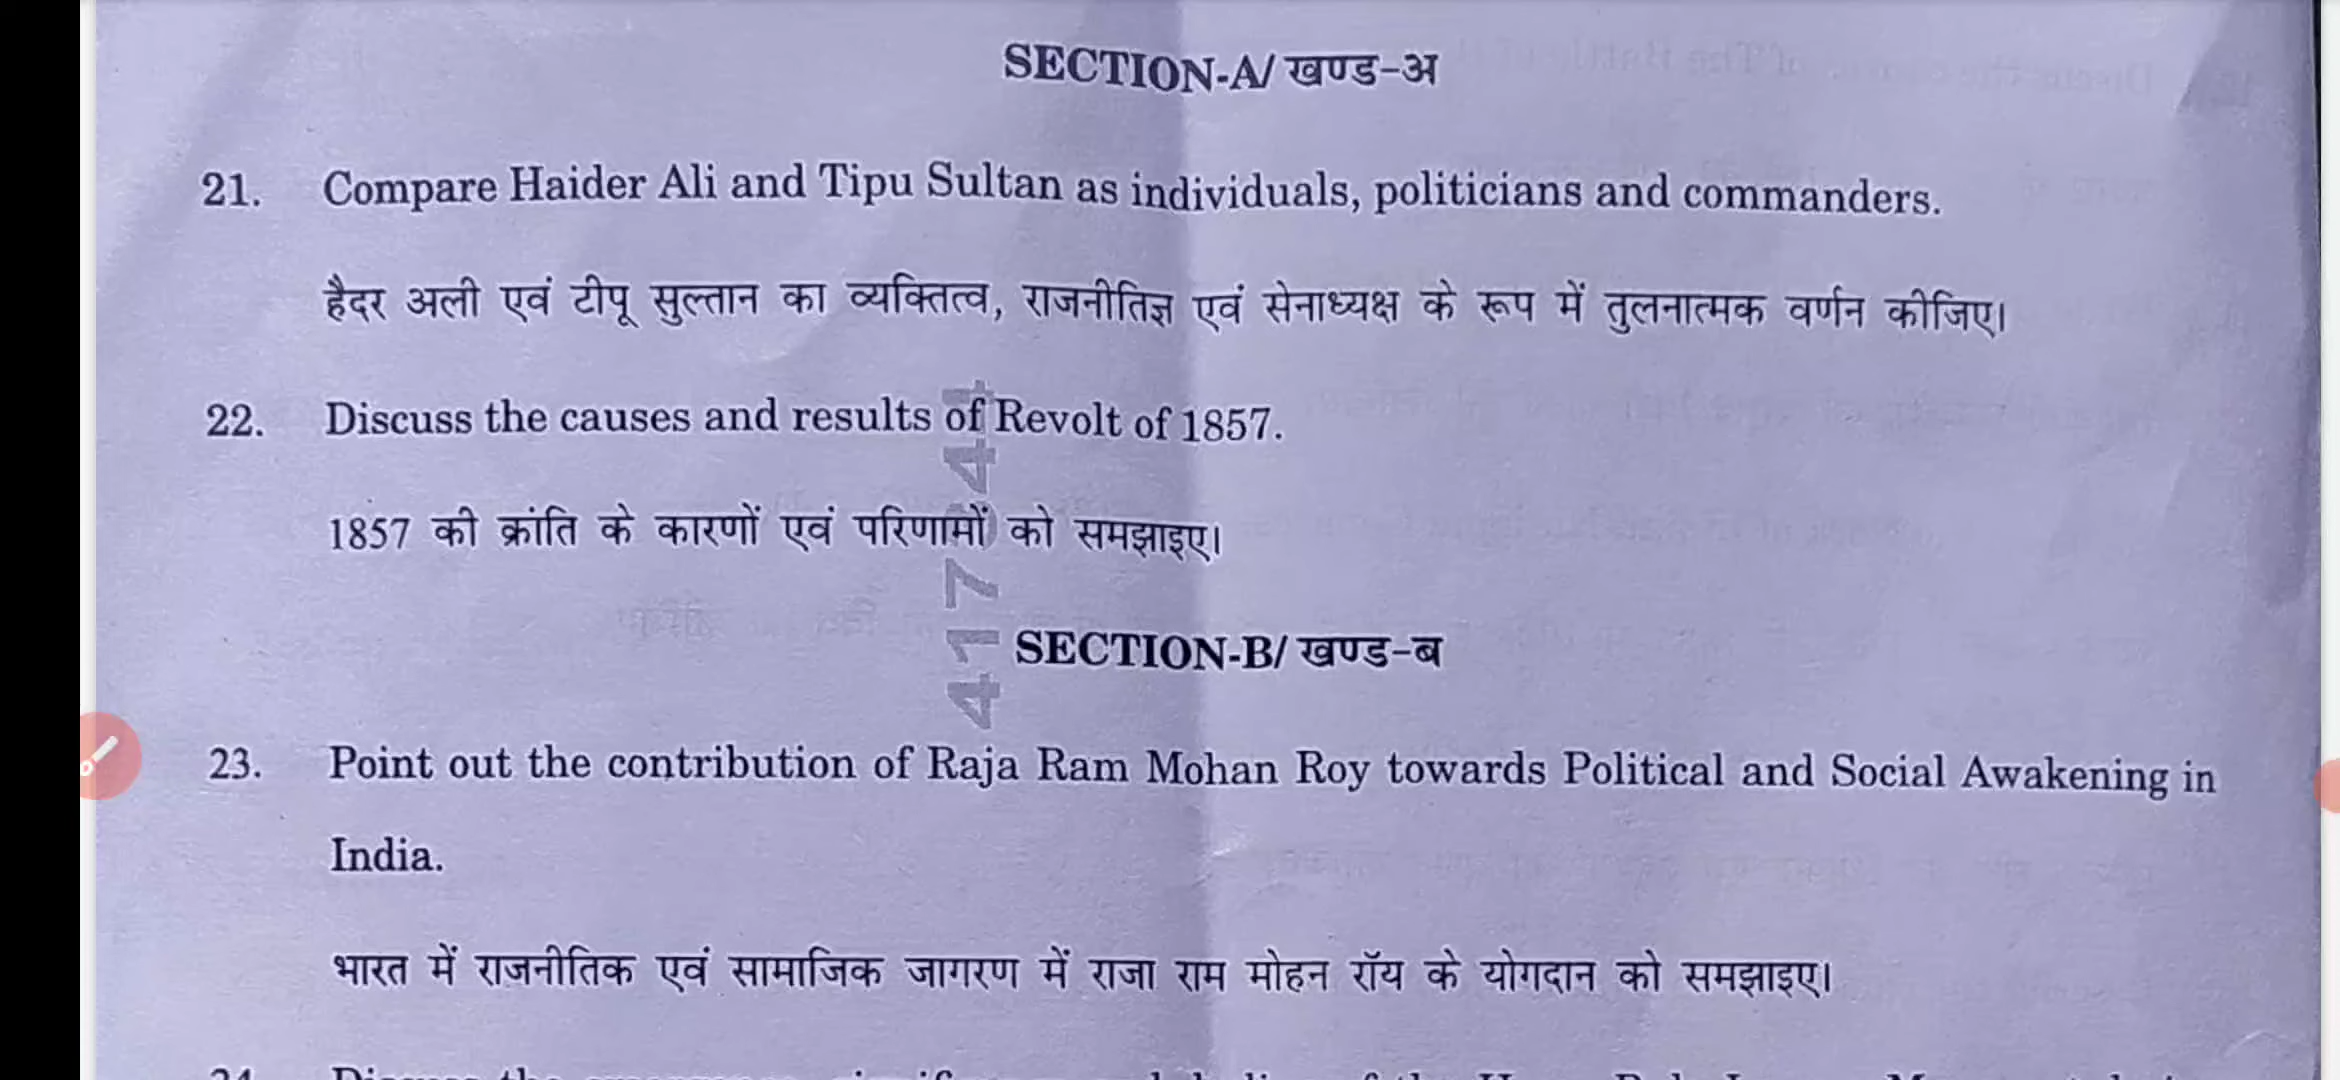 SECTION-A/ खण्ड-अ
21. Compare Haider Ali and Tipu Sultan as individuals, politicians and commanders.
हैदर अली एवं टीपू सुल्तान का व्यक्तित्व, राजनीतिज्ञ एवं सेनाध्यक्ष के रूप में तुलनात्मक वर्णन कीजिए।
22. Discuss the causes and results of Revolt of 1857.
1857 की क्रांति के कारणों एवं परिणामों को समझाइए।
SECTION-B/ खण्ड-ब
23. Point out the contribution of Raja Ram Mohan Roy towards Political and Social Awakening in
India.
भारत में राजनीतिक एवं सामाजिक जागरण में राजा राम मोहन रॉय के योगदान को समझाइए।